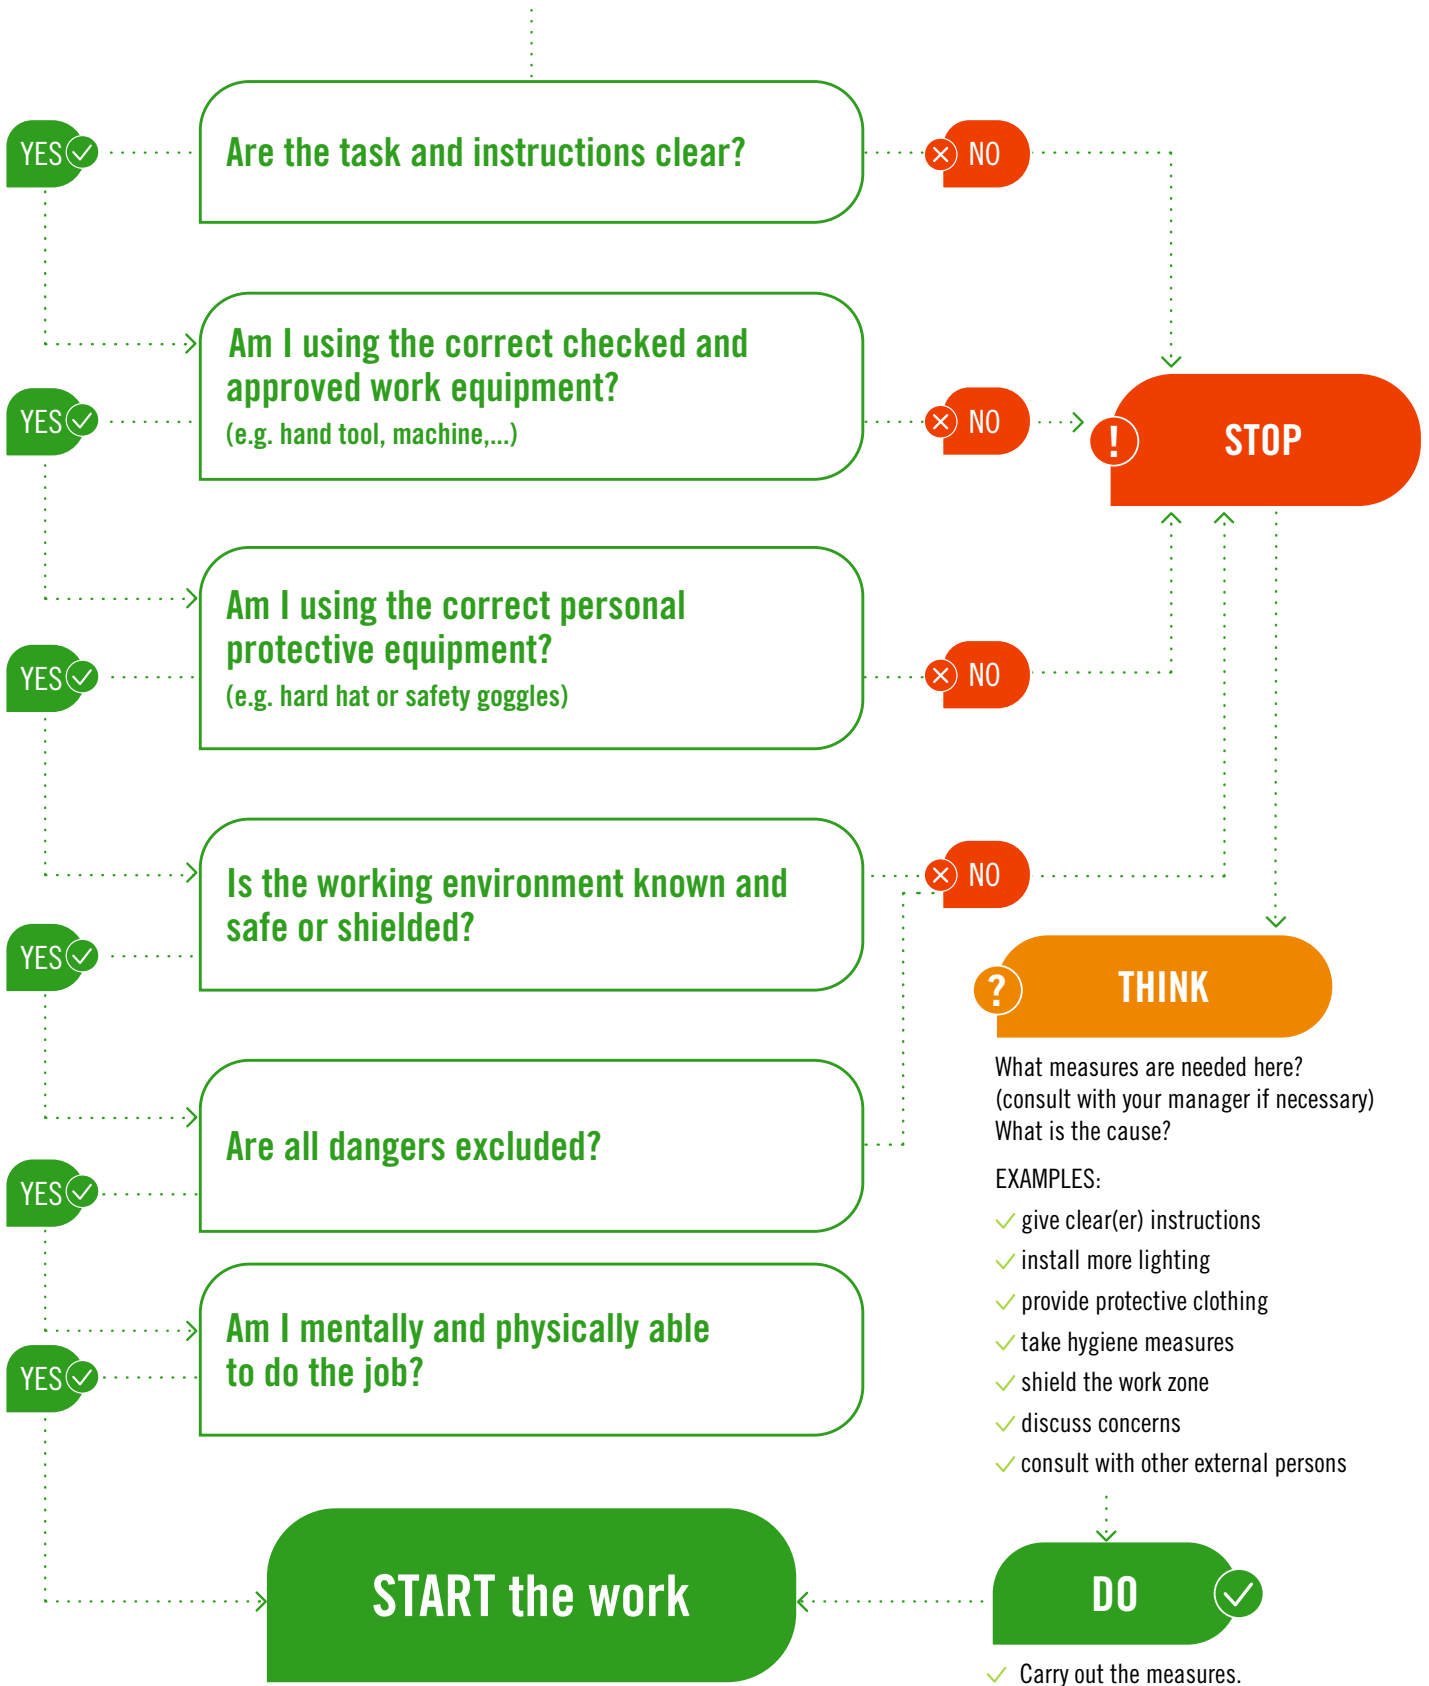 YES
Are the task and instructions clear?
NO
Am I using the correct checked and
approved work equipment?
(e.g. hand tool, machine,...)
YES
NO
! STOP
Am I using the correct personal
protective equipment?
(e.g. hard hat or safety goggles)
YES
NO
Is the working environment known and
safe or shielded?
YES
NO
? THINK
What measures are needed here?
(consult with your manager if necessary)
What is the cause?
EXAMPLES:
give clear(er) instructions
install more lighting
provide protective clothing
take hygiene measures
shield the work zone
discuss concerns
consult with other external persons
Are all dangers excluded?
YES
Am I mentally and physically able
to do the job?
YES
START the work
DO
Carry out the measures.